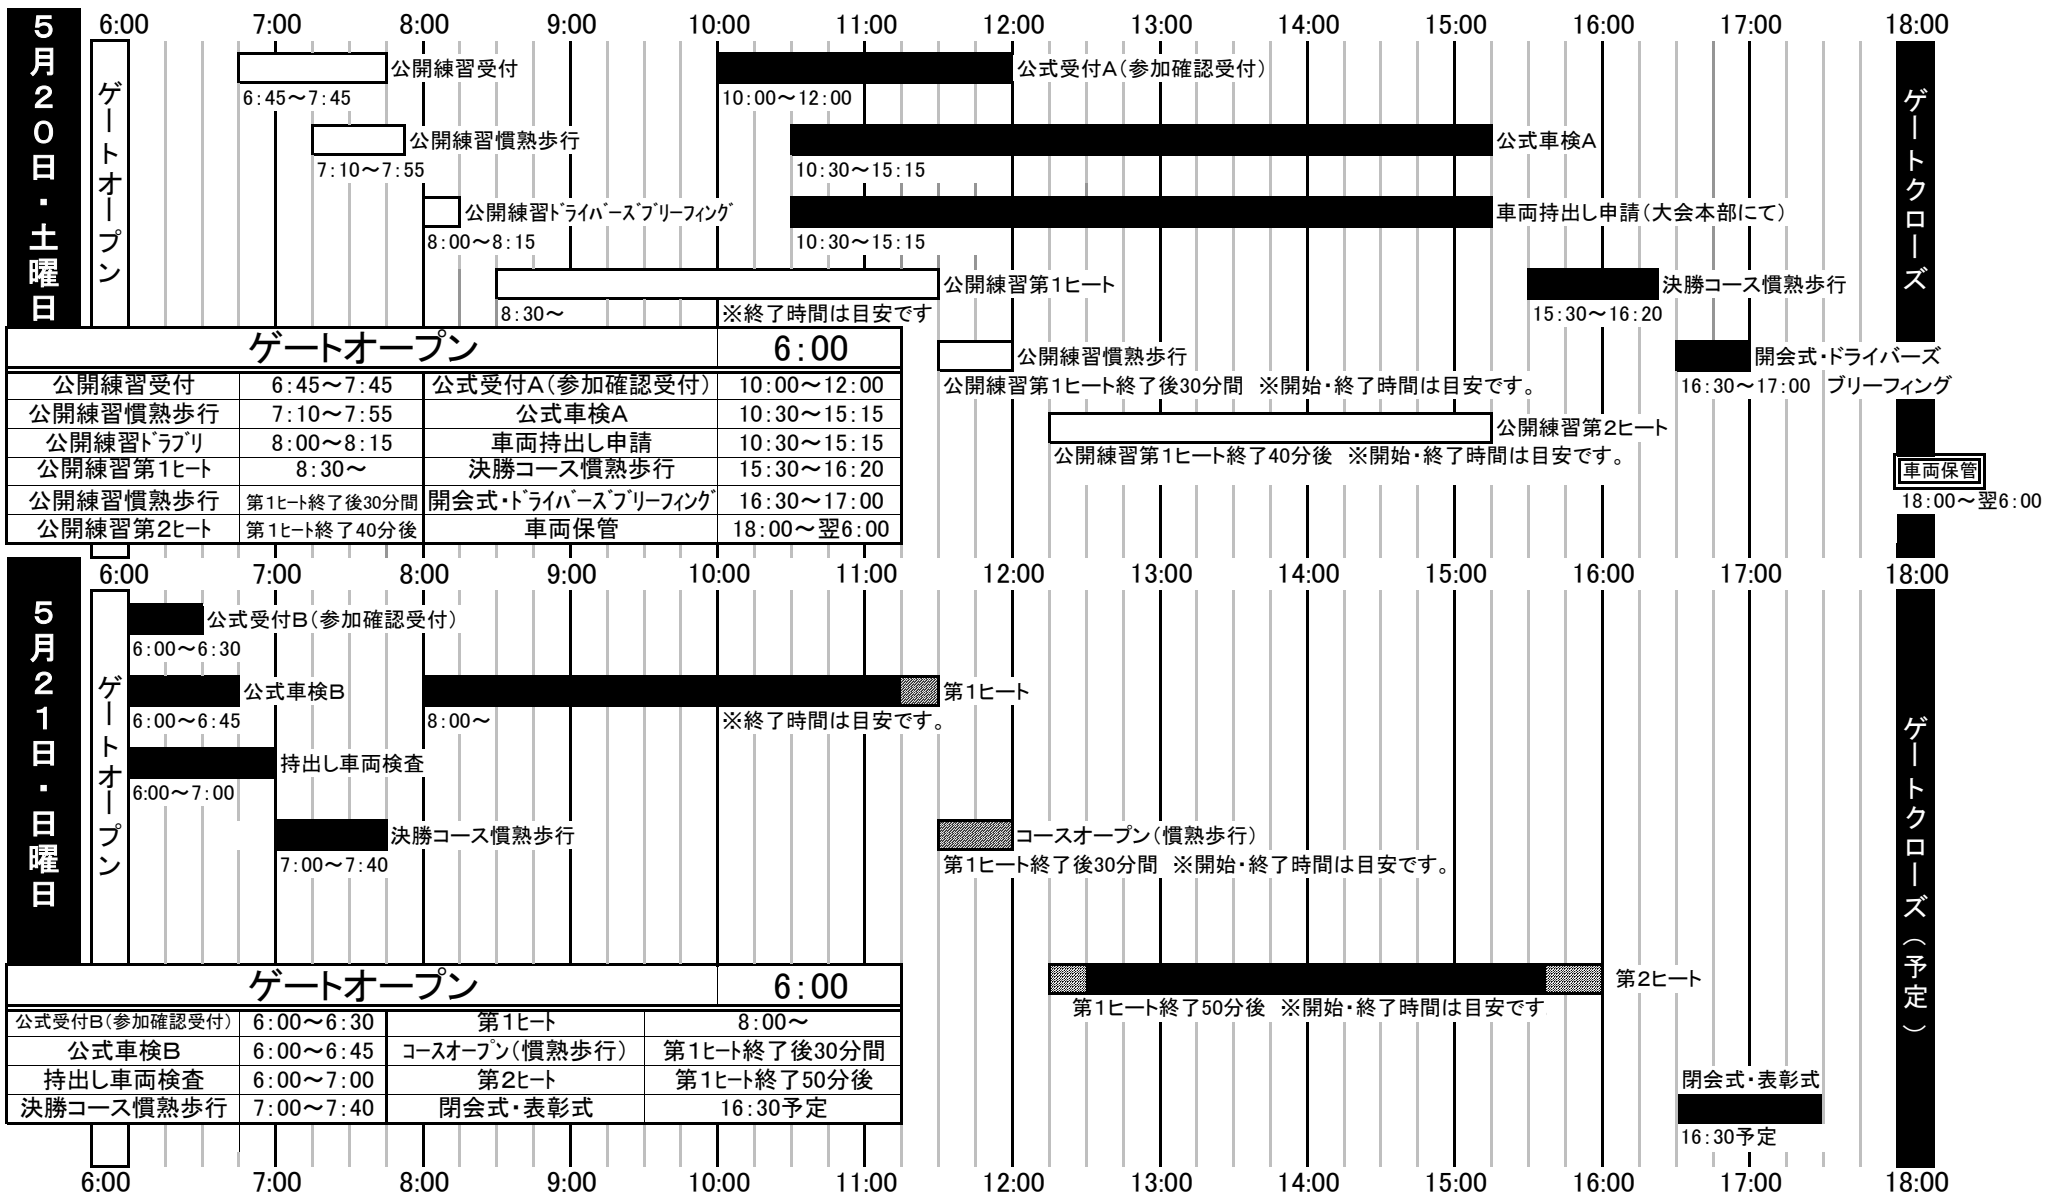 5月20日・土曜日
6:00 7:00 8:00 9:00 10:00 11:00 12:00 13:00 14:00 15:00 16:00 17:00 18:00
ゲートオープン
公開練習受付
6:45～7:45
公式受付A(参加確認受付)
10:00～12:00
公開練習慣熟歩行
7:10～7:55
公式車検A
10:30～15:15
公開練習ﾄﾞﾗｲﾊﾞｰｽﾞﾌﾞﾘｰﾌｨﾝｸﾞ
8:00～8:15
車両持出し申請(大会本部にて)
10:30～15:15
公開練習第1ヒート
8:30～
※終了時間は目安です
決勝コース慣熟歩行
15:30～16:20
公開練習慣熟歩行
公開練習第1ヒート終了後30分間 ※開始・終了時間は目安です。
開会式・ドライバーズ
16:30～17:00 ブリーフィング
公開練習第2ヒート
公開練習第1ヒート終了40分後 ※開始・終了時間は目安です。
ゲートクローズ
車両保管
18:00～翌6:00
ゲートオープン 6:00
公開練習受付 6:45～7:45 公式受付A(参加確認受付) 10:00～12:00
公開練習慣熟歩行 7:10～7:55 公式車検A 10:30～15:15
公開練習ﾄﾞﾗﾌﾞﾘ 8:00～8:15 車両持出し申請 10:30～15:15
公開練習第1ﾋｰﾄ 8:30～ 決勝コース慣熟歩行 15:30～16:20
公開練習慣熟歩行 第1ﾋｰﾄ終了後30分間 開会式・ﾄﾞﾗｲﾊﾞｰｽﾞﾌﾞﾘｰﾌｨﾝｸﾞ 16:30～17:00
公開練習第2ﾋｰﾄ 第1ﾋｰﾄ終了40分後 車両保管 18:00～翌6:00
5月21日・日曜日
6:00 7:00 8:00 9:00 10:00 11:00 12:00 13:00 14:00 15:00 16:00 17:00 18:00
ゲートオープン
公式受付B(参加確認受付)
6:00～6:30
公式車検B
6:00～6:45
第1ヒート
8:00～
※終了時間は目安です。
持出し車両検査
6:00～7:00
決勝コース慣熟歩行
7:00～7:40
コースオープン(慣熟歩行)
第1ヒート終了後30分間 ※開始・終了時間は目安です。
第2ヒート
第1ヒート終了50分後 ※開始・終了時間は目安です
閉会式・表彰式
16:30予定
ゲートクローズ(予定)
ゲートオープン 6:00
公式受付B(参加確認受付) 6:00～6:30 第1ﾋｰﾄ 8:00～
公式車検B 6:00～6:45 ｺｰｽｵｰﾌﾟﾝ(慣熟歩行) 第1ﾋｰﾄ終了後30分間
持出し車両検査 6:00～7:00 第2ﾋｰﾄ 第1ﾋｰﾄ終了50分後
決勝コース慣熟歩行 7:00～7:40 閉会式・表彰式 16:30予定
6:00 7:00 8:00 9:00 10:00 11:00 12:00 13:00 14:00 15:00 16:00 17:00 18:00